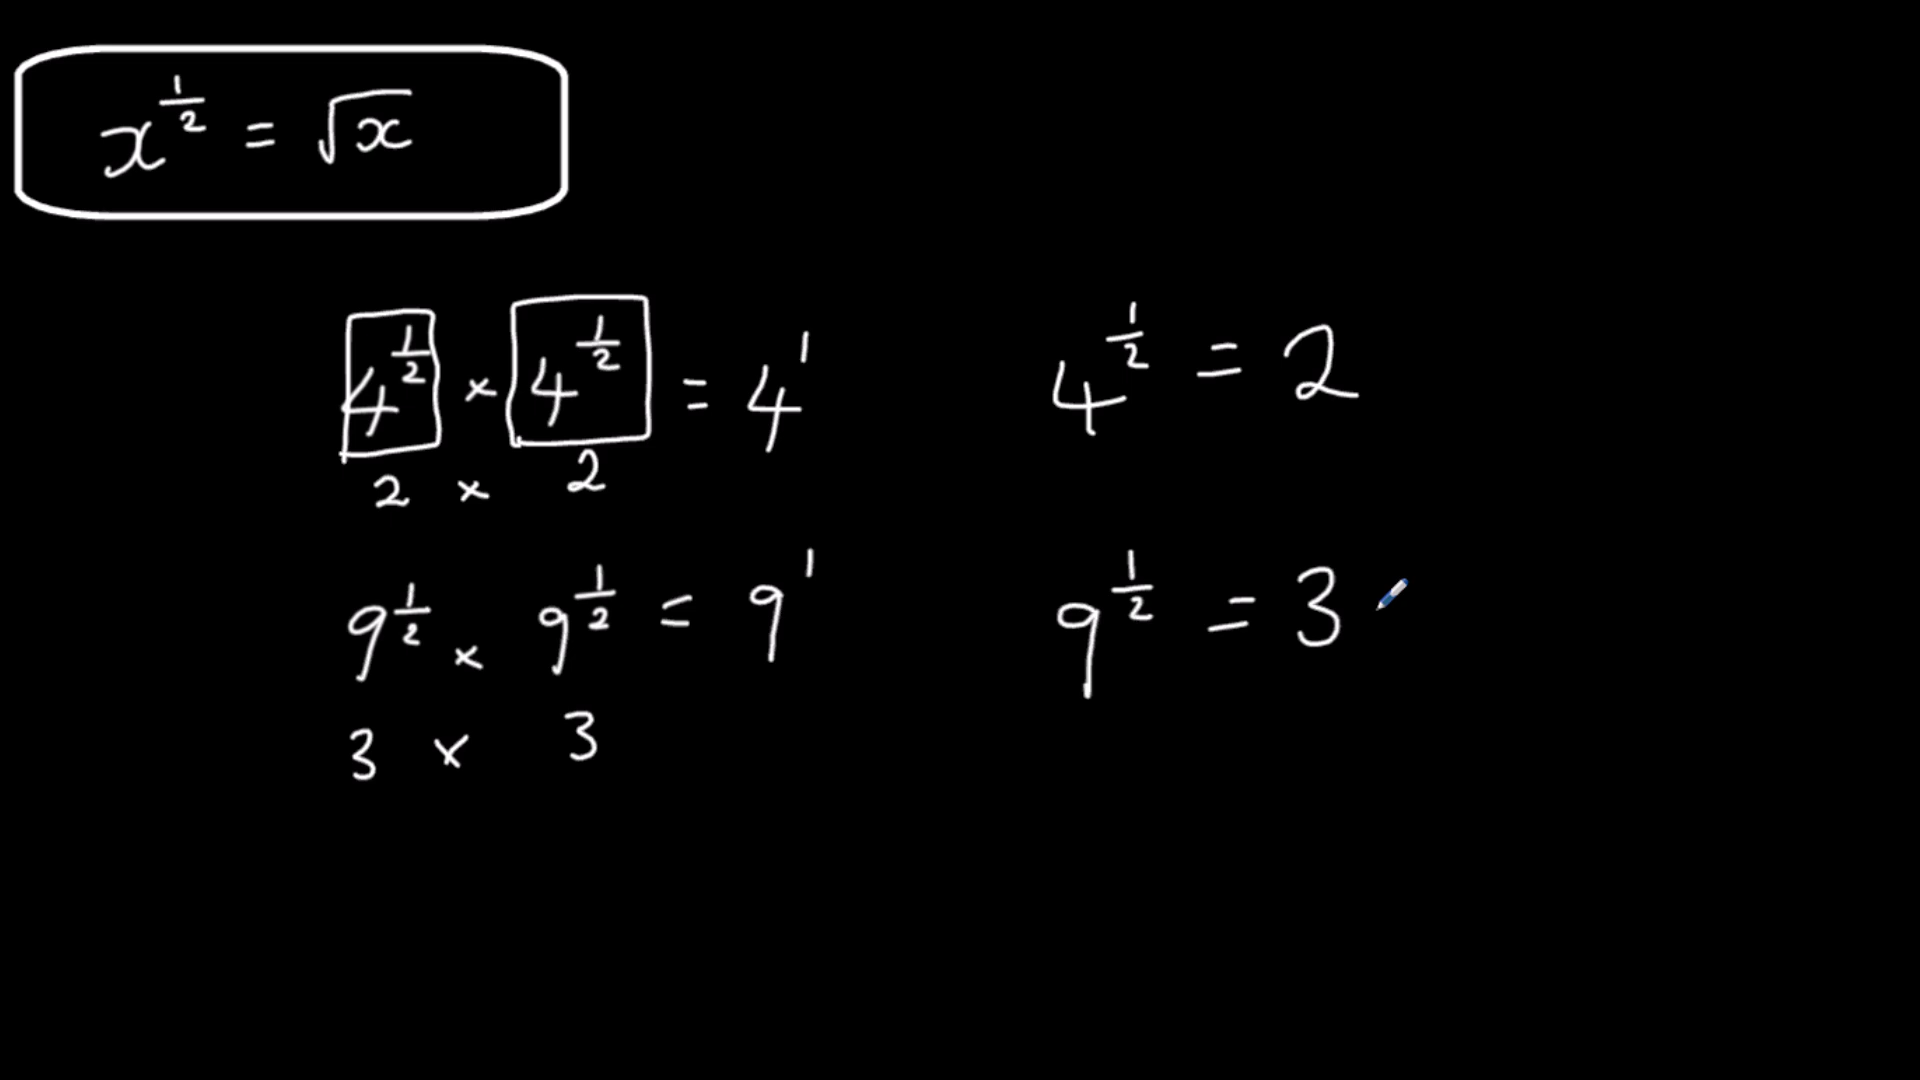 x^{1/2} = √x
4^{1/2} × 4^{1/2} = 4^1
2 × 2
4^{1/2} = 2
9^{1/2} × 9^{1/2} = 9^1
3 × 3
9^{1/2} = 3